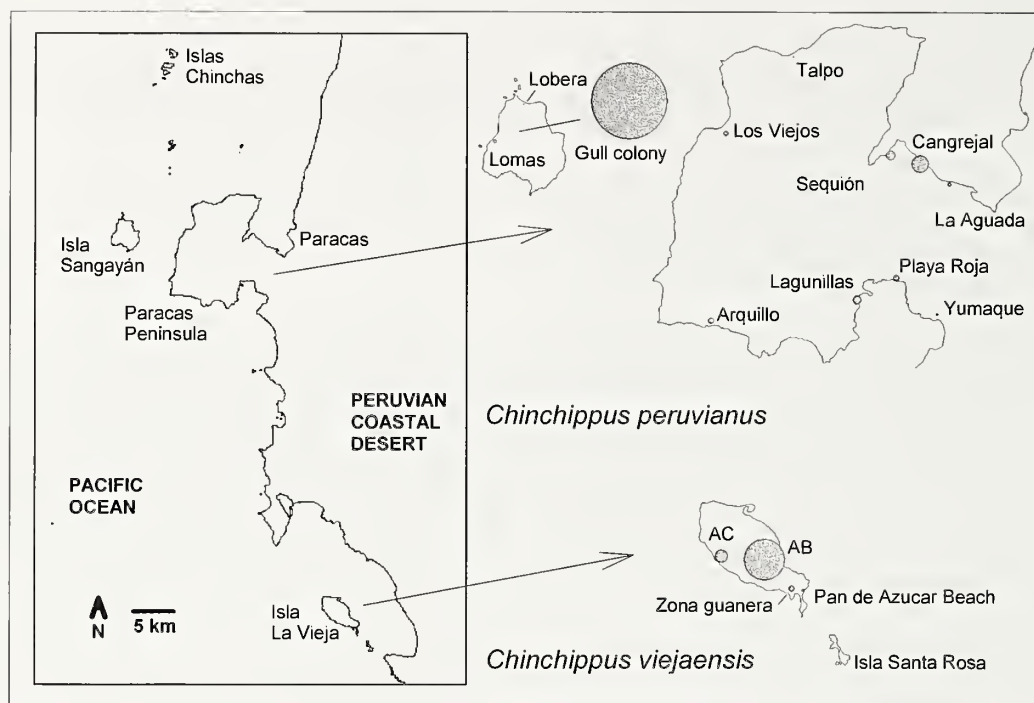 Islas
Chinchas
Isla
Sangayán
Paracas
Paracas
Peninsula
PERUVIAN
COASTAL
DESERT
PACIFIC
OCEAN
N
5 km
Isla
La Vieja
Lobera
Lomas
Gull colony
Talpo
Los Viejos
Cangrejal
Sequión
La Aguada
Playa Roja
Lagunillas
Arquillo
Yumaque
Chinchippus peruvianus
AC
AB
Zona guanera
Pan de Azucar Beach
Isla Santa Rosa
Chinchippus viejaensis